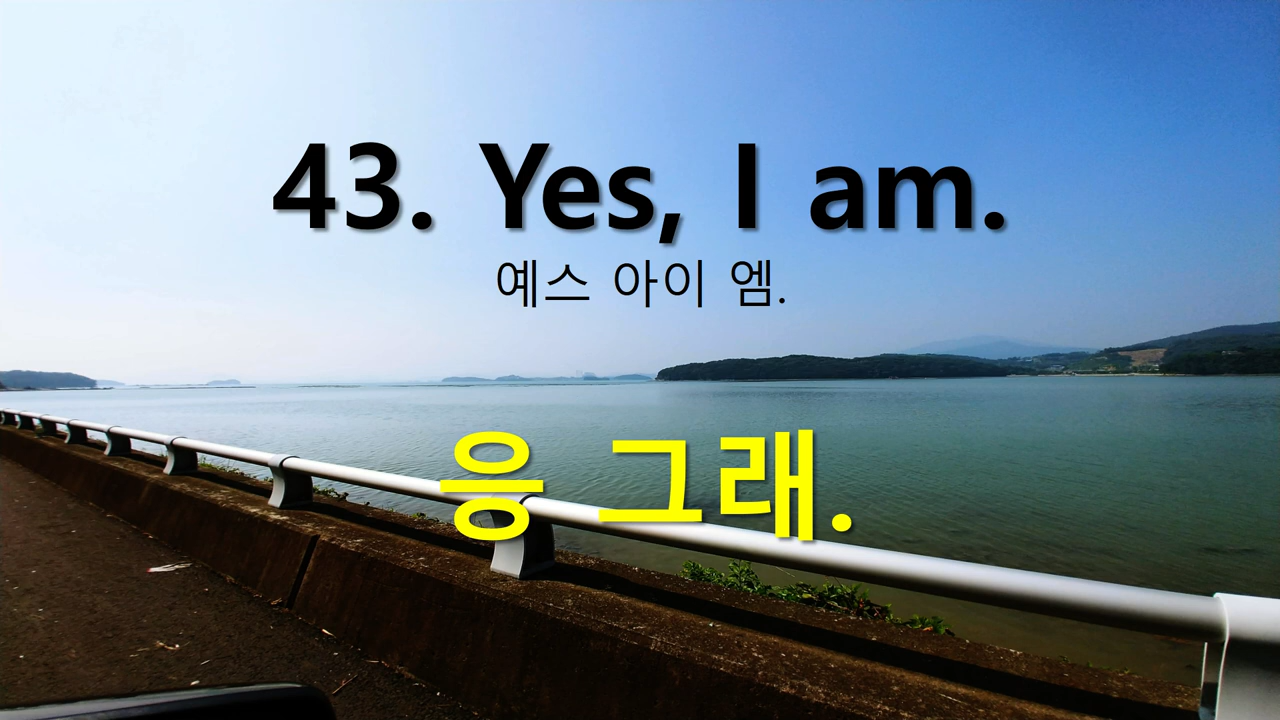 43. Yes, I am.
예스 아이 엠.
응 그래.